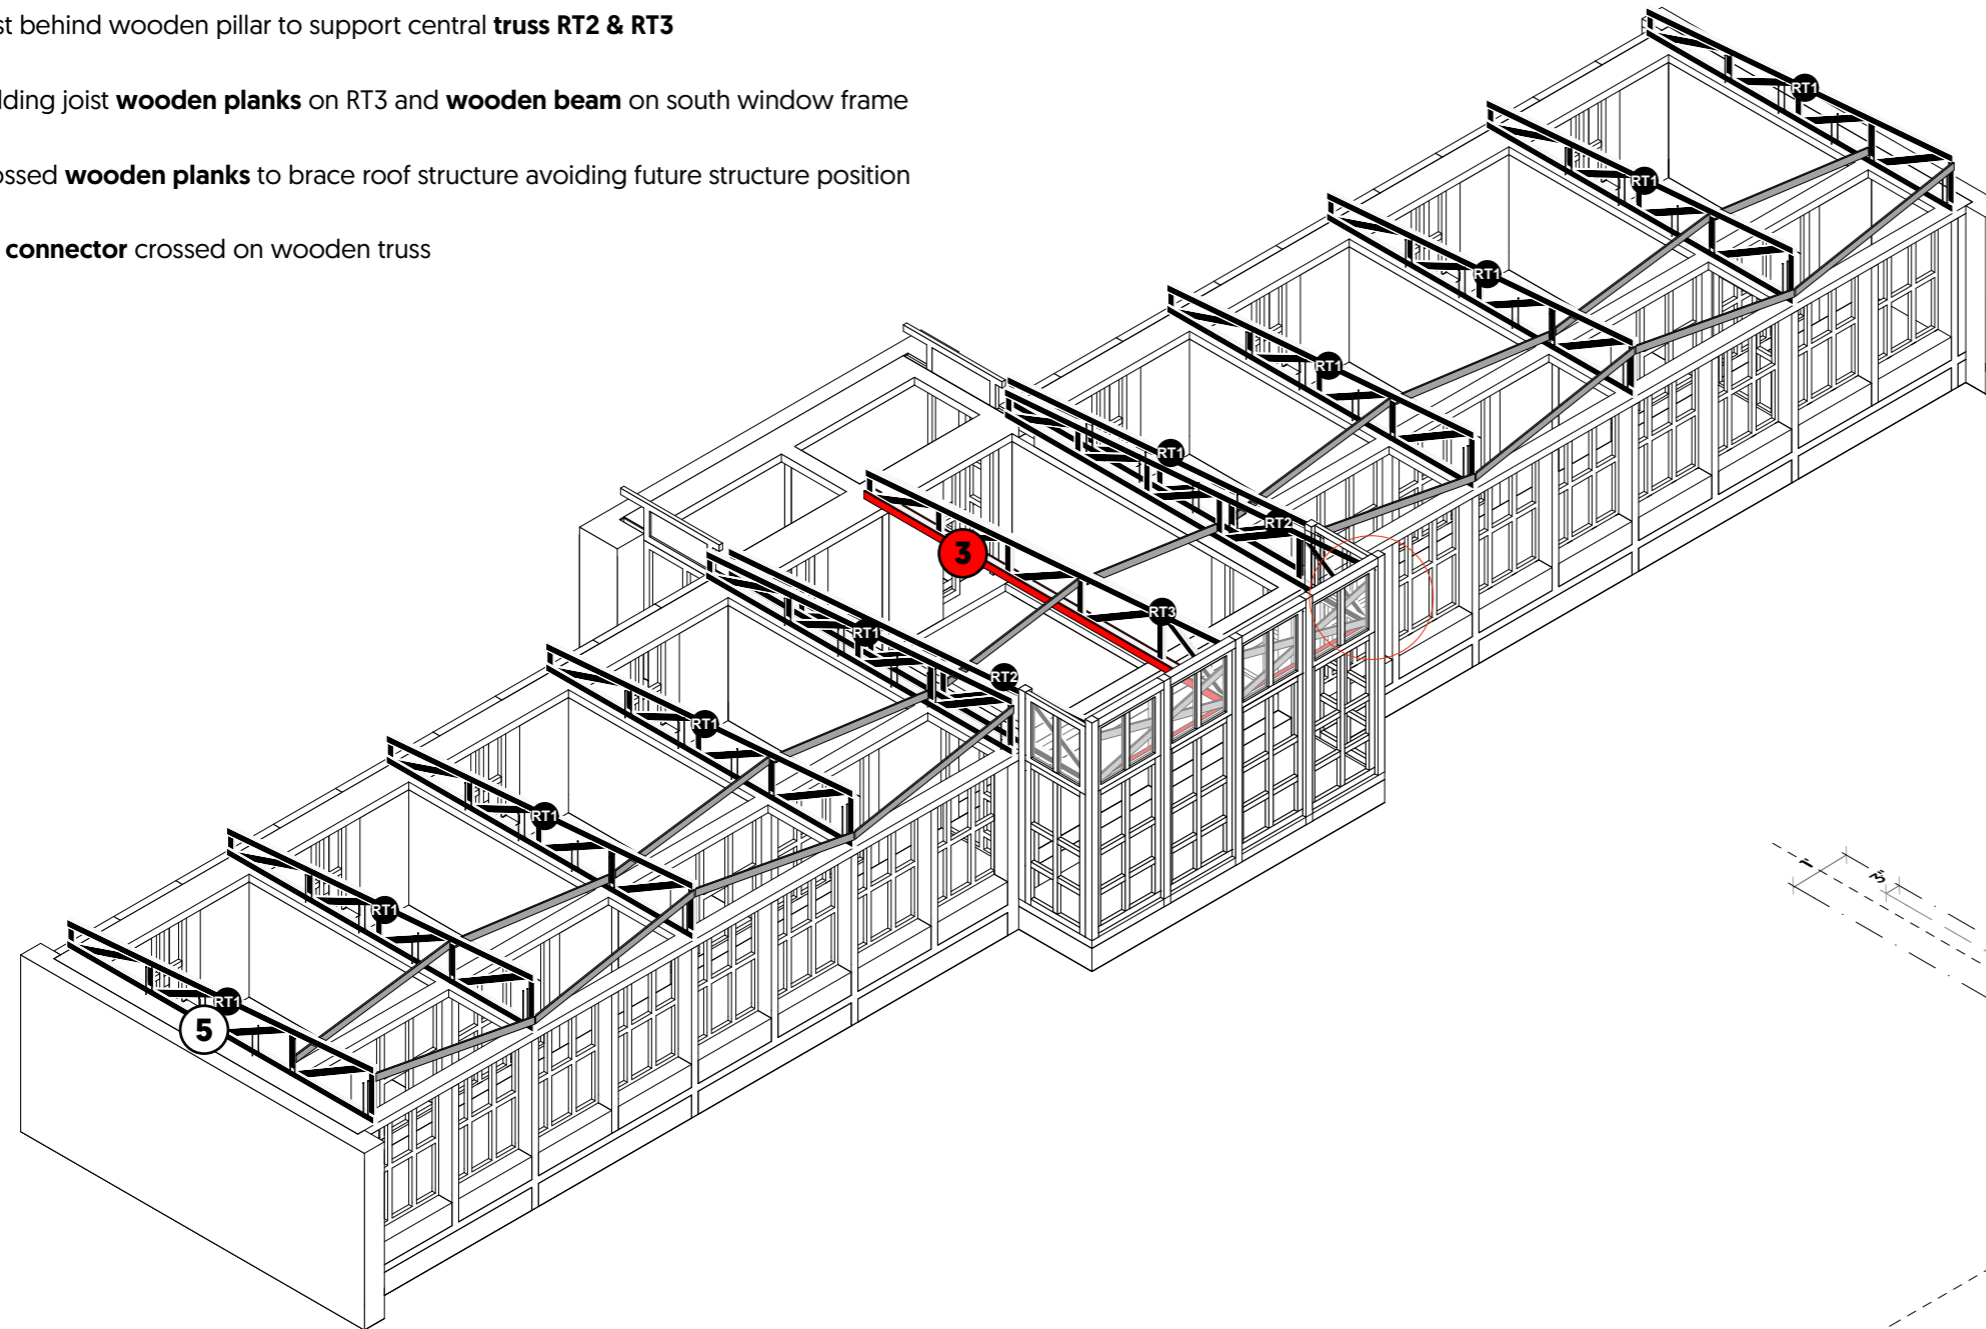 st behind wooden pillar to support central truss RT2 & RT3
lding joist wooden planks on RT3 and wooden beam on south window frame
ossed wooden planks to brace roof structure avoiding future structure position
connector crossed on wooden truss
RT1
RT1
RT1
RT1
RT1
RT2
3
RT3
RT1
RT2
RT1
RT1
RT1
RT1
5